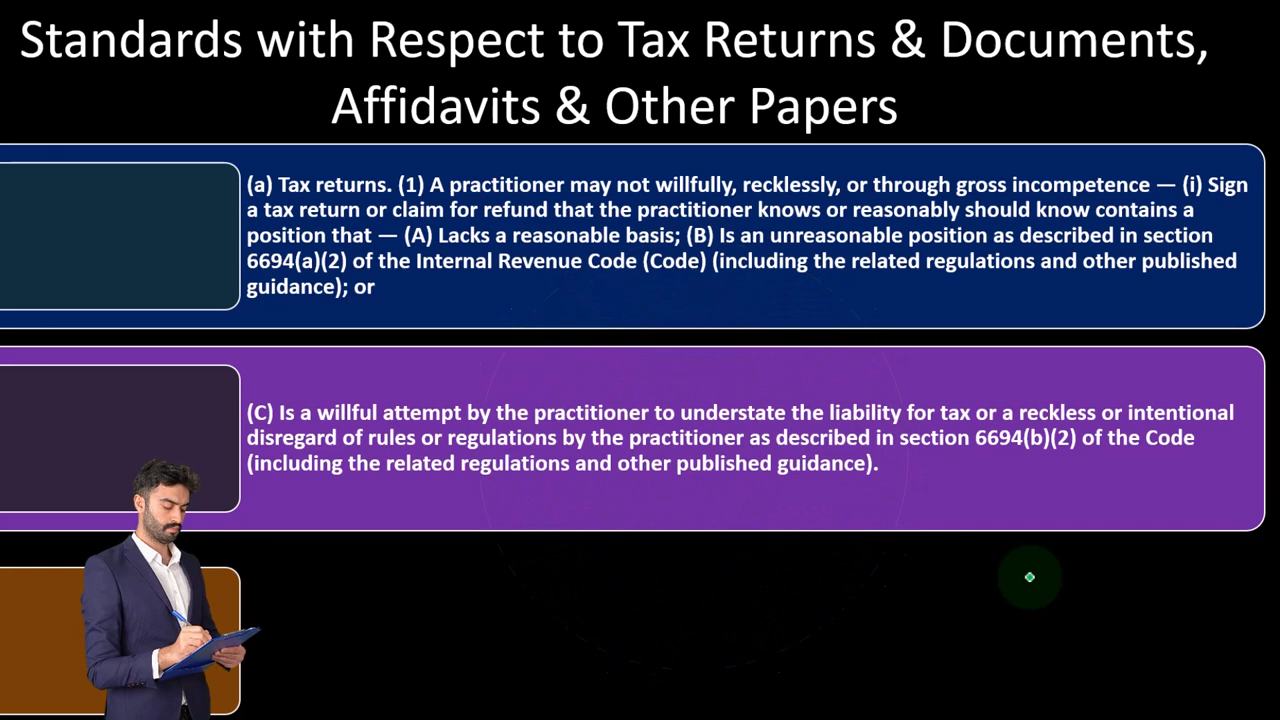 Standards with Respect to Tax Returns & Documents,
Affidavits & Other Papers
(a) Tax returns. (1) A practitioner may not willfully, recklessly, or through gross incompetence — (i) Sign
a tax return or claim for refund that the practitioner knows or reasonably should know contains a
position that — (A) Lacks a reasonable basis; (B) Is an unreasonable position as described in section
6694(a)(2) of the Internal Revenue Code (Code) (including the related regulations and other published
guidance); or
(C) Is a willful attempt by the practitioner to understate the liability for tax or a reckless or intentional
disregard of rules or regulations by the practitioner as described in section 6694(b)(2) of the Code
(including the related regulations and other published guidance).